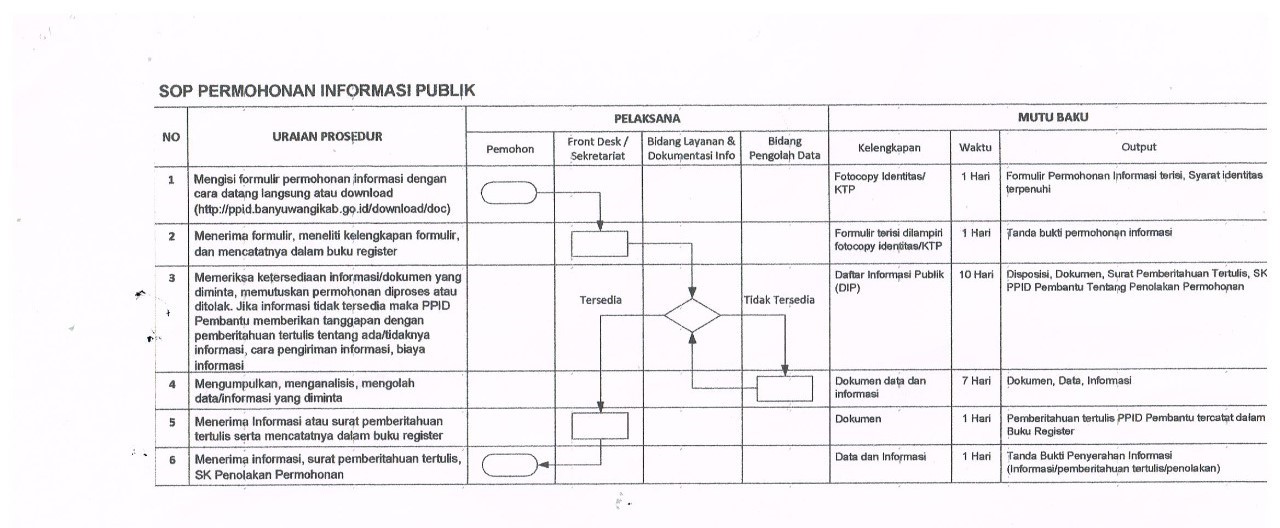 SOP PERMOHONAN INFORMASI PUBLIK
NO
URAIAN PROSEDUR
PELAKSANA
MUTU BAKU
Pemohon
Front Desk /
Sekretariat
Bidang Layanan &
Dokumentasi Info
Bidang
Pengolah Data
Kelengkapan
Waktu
Output
1
Mengisi formulir permohonan informasi dengan
cara datang langsung atau download
(http://ppid.banyuwangikab.go.id/download/doc)
Fotocopy Identitas/
KTP
1 Hari
Formulir Permohonan Informasi terisi, Syarat identitas
terpenuhi
2
Menerima formulir, meneliti kelengkapan formulir,
dan mencatatnya dalam buku register
Formulir terisi dilampiri
fotocopy identitas/KTP
1 Hari
Tanda bukti permohonan informasi
3
Memeriksa ketersediaan informasi/dokumen yang
diminta, memutuskan permohonan diproses atau
ditolak. Jika informasi tidak tersedia maka PPID
Pembantu memberikan tanggapan dengan
pemberitahuan tertulis tentang ada/tidaknya
informasi, cara pengiriman informasi, biaya
informasi
Tersedia
Tidak Tersedia
Daftar Informasi Publik
(DIP)
10 Hari
Disposisi, Dokumen, Surat Pemberitahuan Tertulis, SK
PPID Pembantu Tentang Penolakan Permohonan
4
Mengumpulkan, menganalisis, mengolah
data/informasi yang diminta
Dokumen data dan
informasi
7 Hari
Dokumen, Data, Informasi
5
Menerima Informasi atau surat pemberitahuan
tertulis serta mencatatnya dalam buku register
Dokumen
1 Hari
Pemberitahuan tertulis PPID Pembantu tercatat dalam
Buku Register
6
Menerima informasi, surat pemberitahuan tertulis,
SK Penolakan Permohonan
Data dan Informasi
1 Hari
Tanda Bukti Penyerahan Informasi
(Informasi/pemberitahuan tertulis/penolakan)